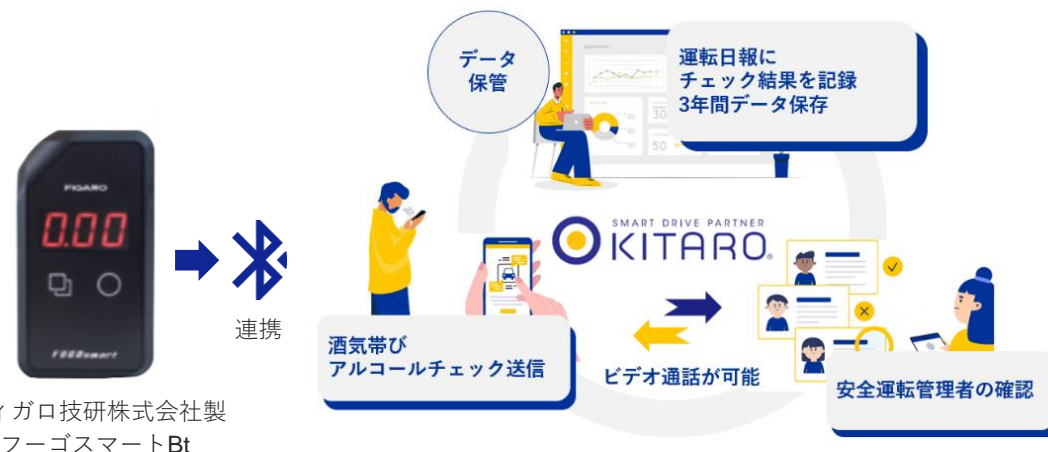 FIGARO
0.00
FUGOsmart
連携
ィガロ技研株式会社製
フーゴスマートBt
データ
保管
運転日報に
チェック結果を記録
3年間データ保存
30
50
SMART DRIVE PARTNER
KITARO®
酒気帯び
アルコールチェック送信
ビデオ通話が可能
安全運転管理者の確認